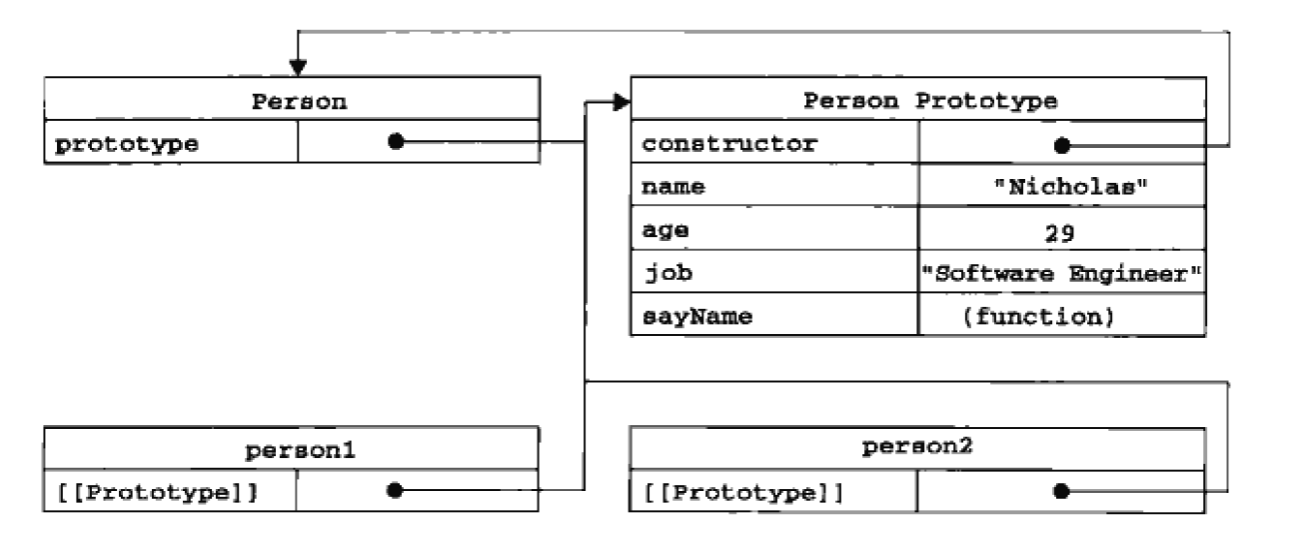 Person
prototype
Person Prototype
constructor
name "Nicholas"
age 29
job "Software Engineer"
sayName (function)
person1
[[Prototype]]
person2
[[Prototype]]